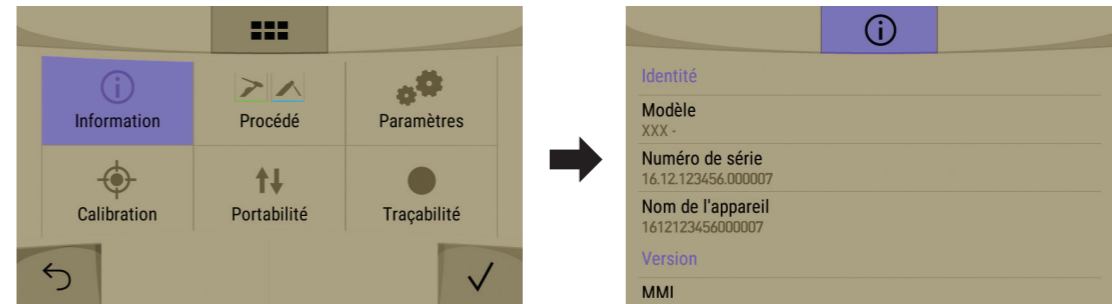 Information
Procédé
Paramètres
Calibration
Portabilité
Traçabilité
Identité
Modèle
XXX -
Numéro de série
16.12.123456.000007
Nom de l'appareil
1612123456000007
Version
MMI